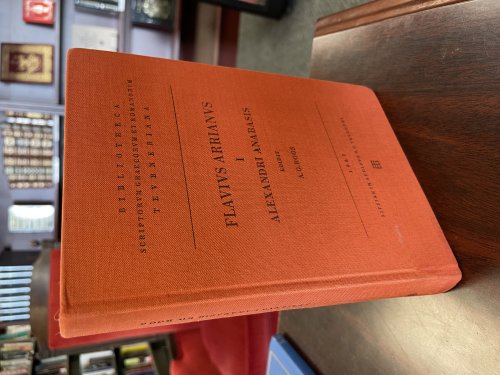 BIBLIOTHECA
SCRIPTORVM GRAECORVM ET ROMANORVM
TEVBNERIANA
FLAVIVS ARRIANVS
I
ALEXANDRI ANABASIS
EDIDIT
A. G. ROOS